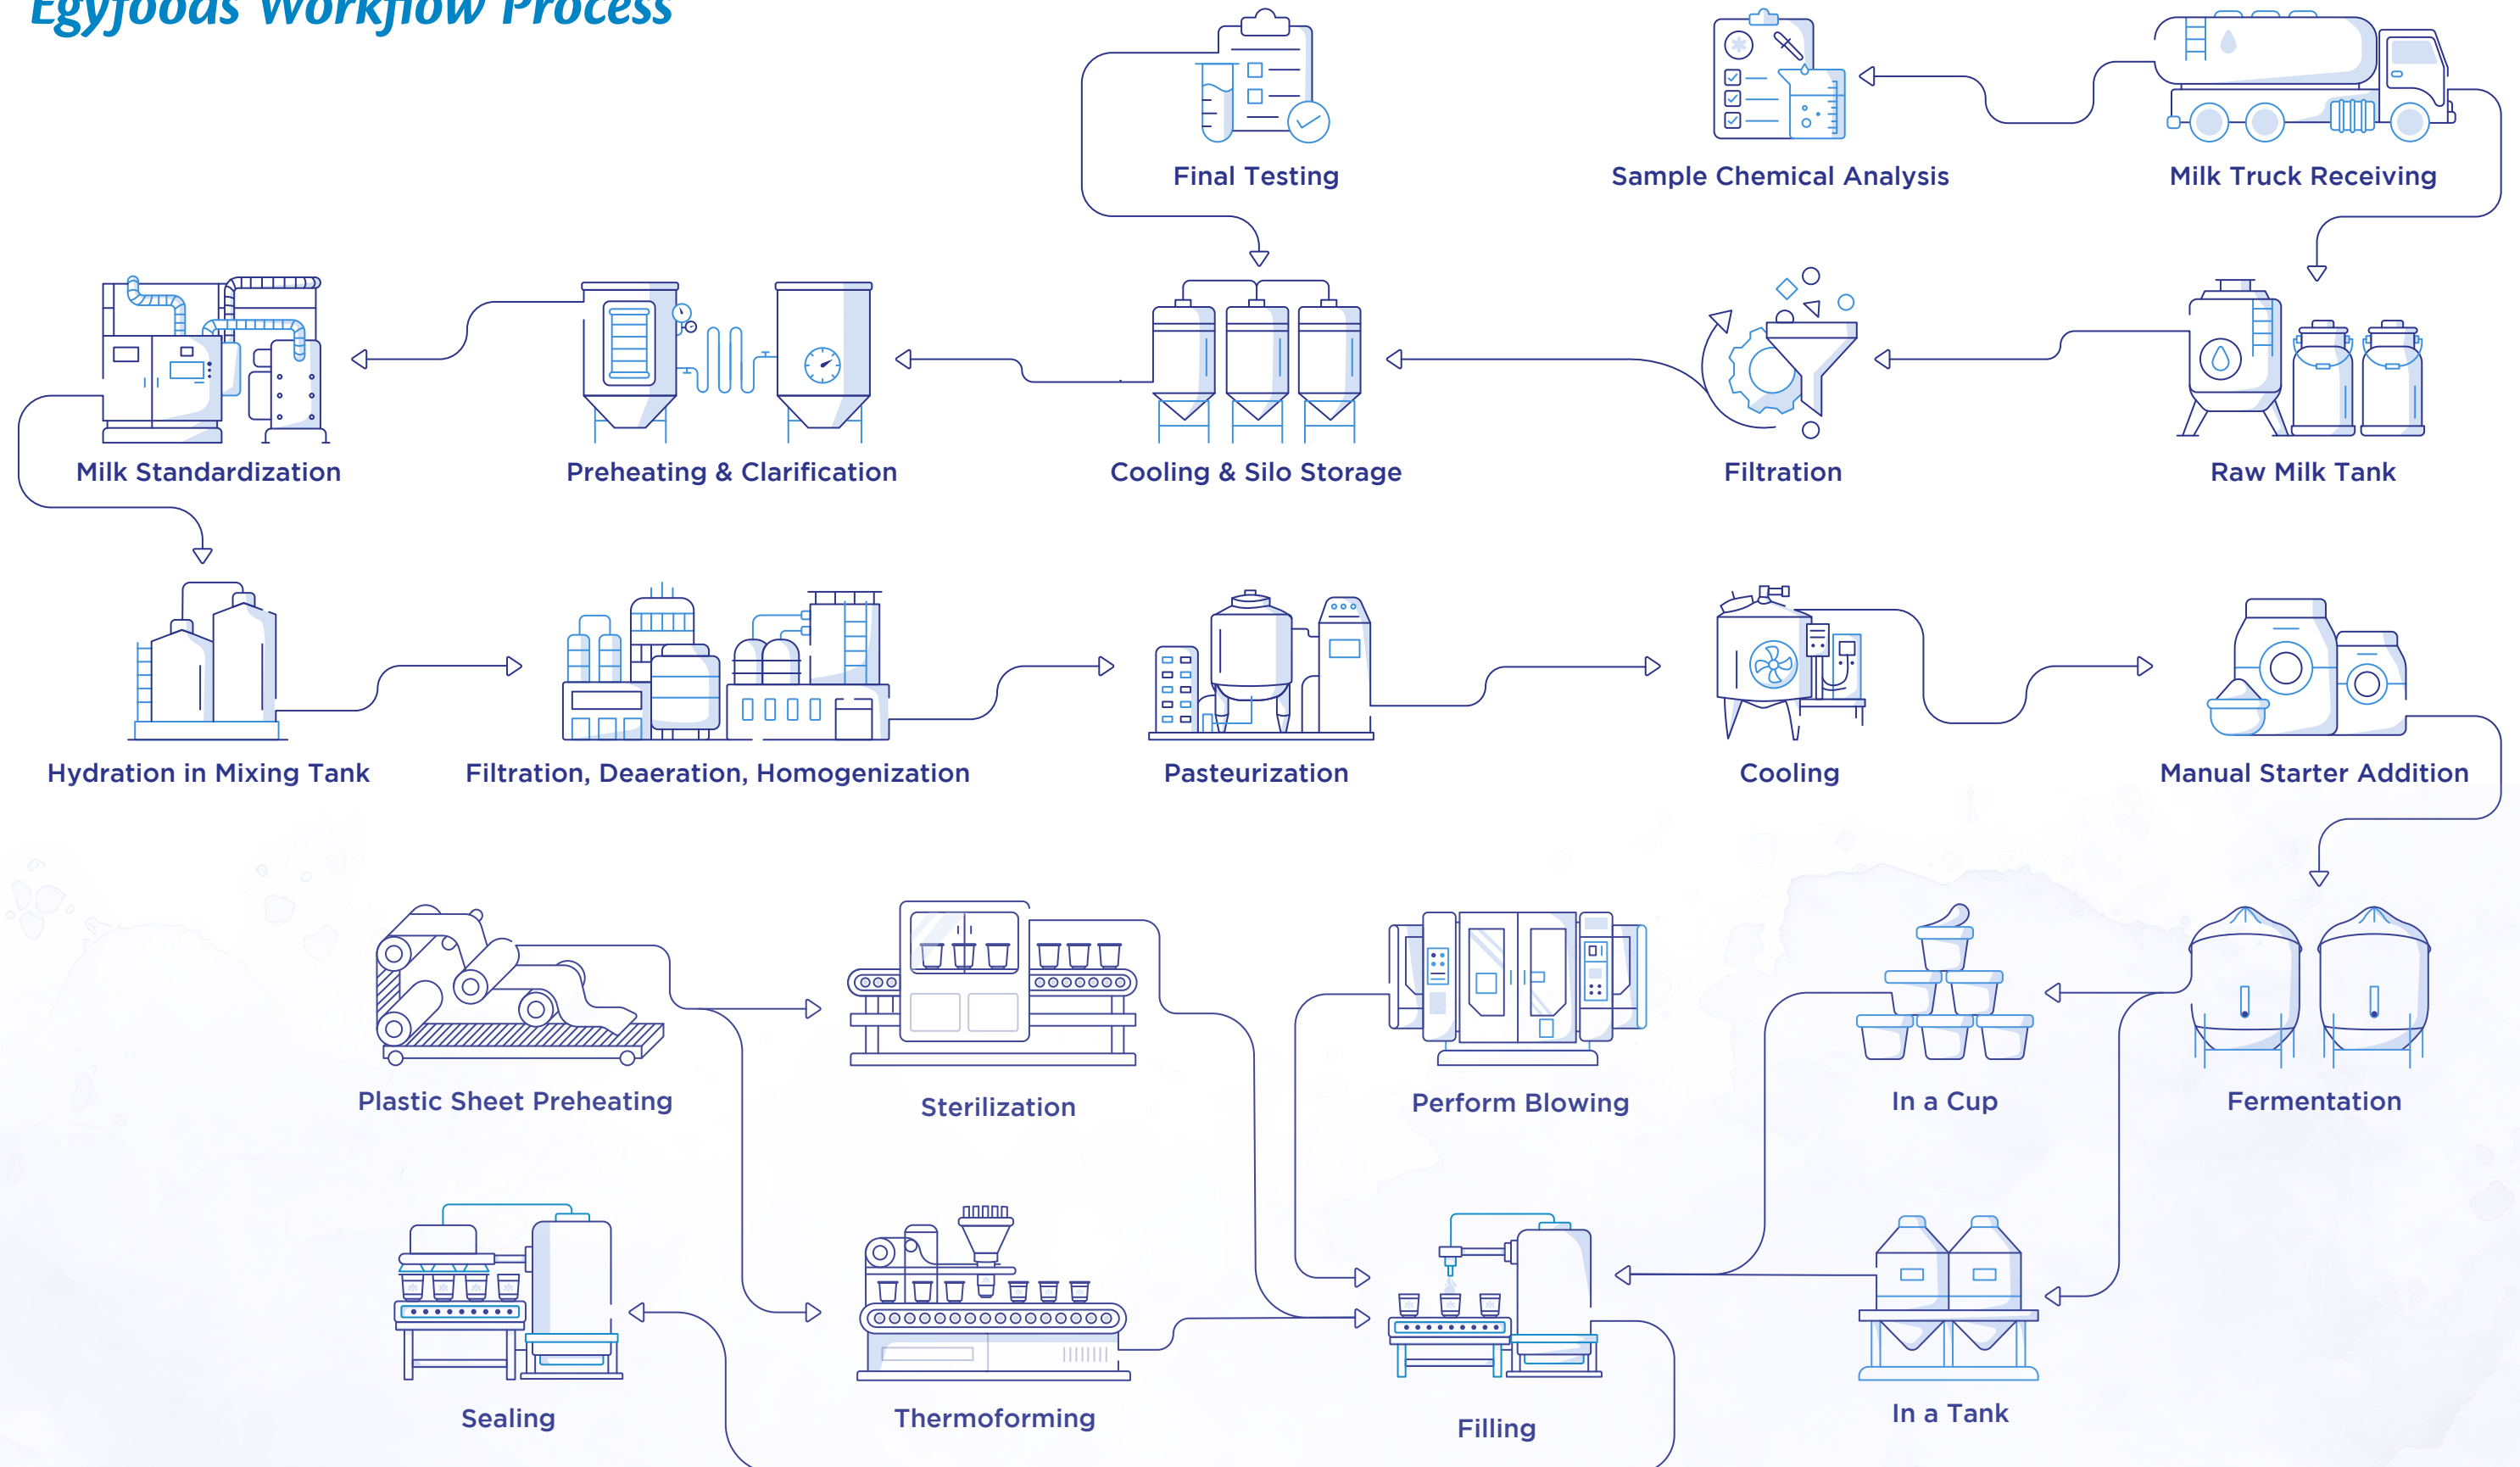 Egyfoods Workflow Process
Final Testing
Sample Chemical Analysis
Milk Truck Receiving
Milk Standardization
Preheating & Clarification
Cooling & Silo Storage
Filtration
Raw Milk Tank
Hydration in Mixing Tank
Filtration, Deaeration, Homogenization
Pasteurization
Cooling
Manual Starter Addition
Plastic Sheet Preheating
Sterilization
Perform Blowing
In a Cup
Fermentation
Sealing
Thermoforming
Filling
In a Tank